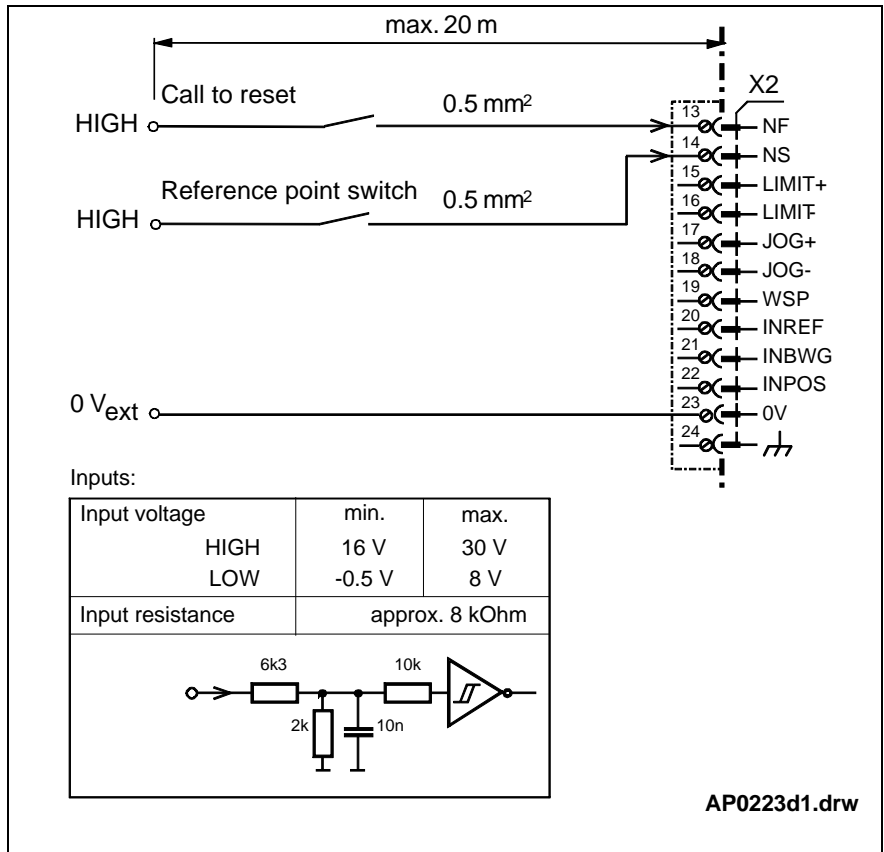 max. 20 m
X2
Call to reset
0.5 mm²
HIGH
13
NF
14
NS
15
LIMIT+
Reference point switch
0.5 mm²
16
LIMIT-
HIGH
17
JOG+
18
JOG-
19
WSP
20
INREF
21
INBWG
22
INPOS
0 Vext
23
0V
24
Inputs:
Input voltage min. max.
HIGH 16 V 30 V
LOW -0.5 V 8 V
Input resistance approx. 8 kOhm
6k3 10k
2k 10n
AP0223d1.drw